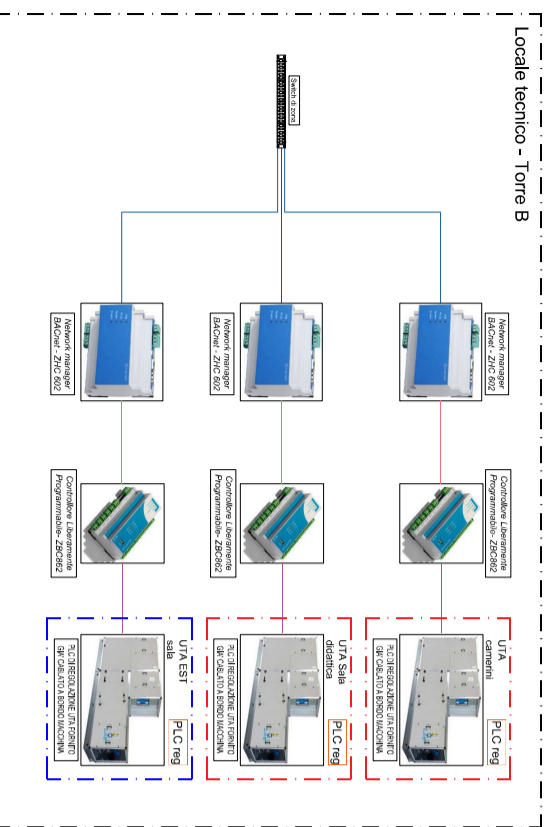 Locale tecnico - Torre B
Switch di zona
Network manager
BACnet - ZHC 602
Controllore Liberamente
Programmabile- ZBC862
UTA
camerini
PLC reg
PLC DI REGOLAZIONE UTA FORNITO
GIA' CABLATO A BORDO MACCHINA
Network manager
BACnet - ZHC 602
Controllore Liberamente
Programmabile- ZBC862
UTA Sala
didattica
PLC reg
PLC DI REGOLAZIONE UTA FORNITO
GIA' CABLATO A BORDO MACCHINA
Network manager
BACnet - ZHC 602
Controllore Liberamente
Programmabile- ZBC862
UTA EST
sala
PLC reg
PLC DI REGOLAZIONE UTA FORNITO
GIA' CABLATO A BORDO MACCHINA